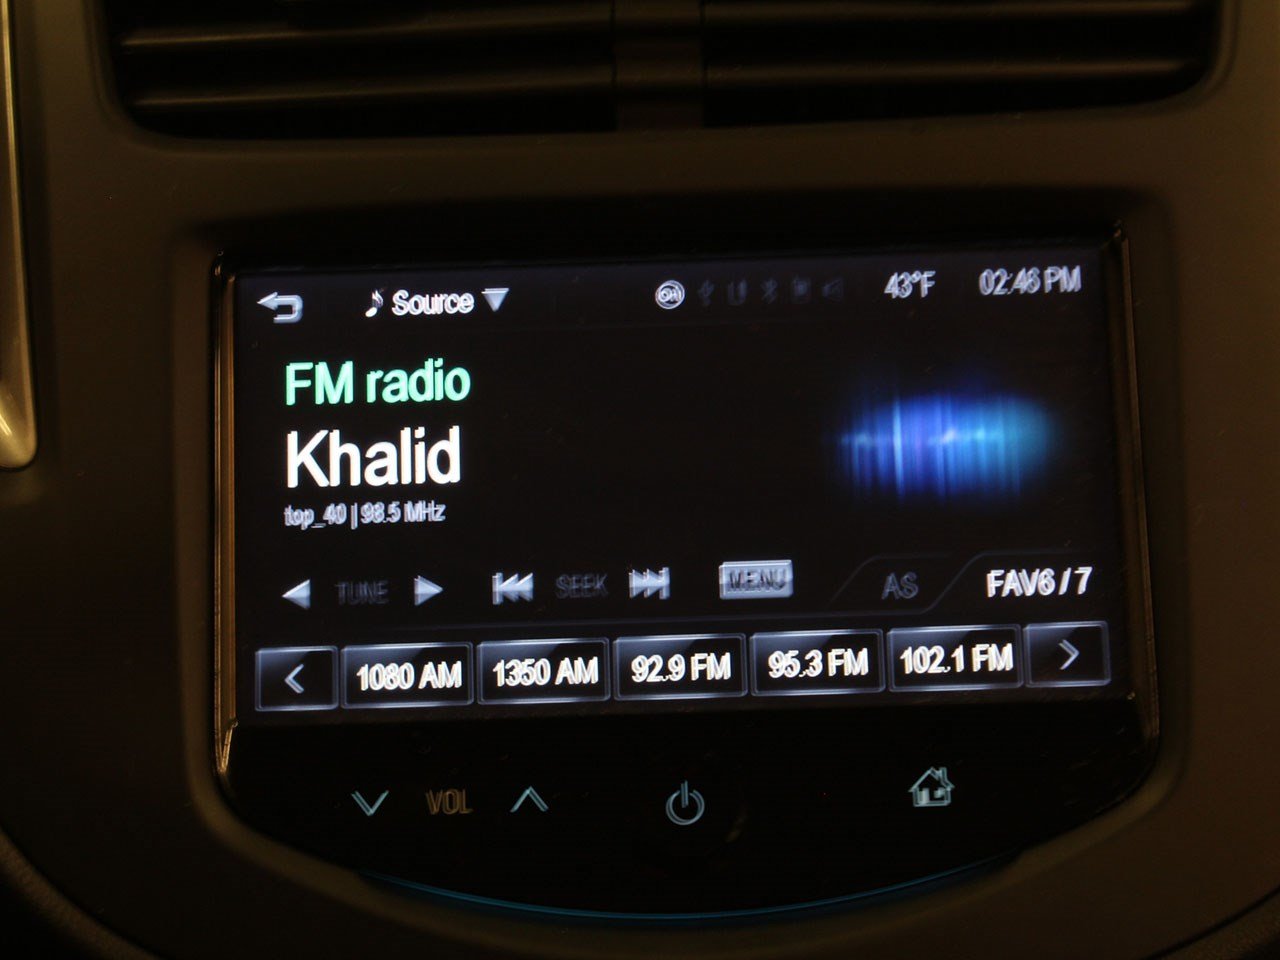 Source 43°F 02:46 PM
FM radio
Khalid
top_40 | 98.5 MHz
TUNE SEEK MENU AS FAV6 / 7
1080 AM 1350 AM 92.9 FM 95.3 FM 102.1 FM
VOL